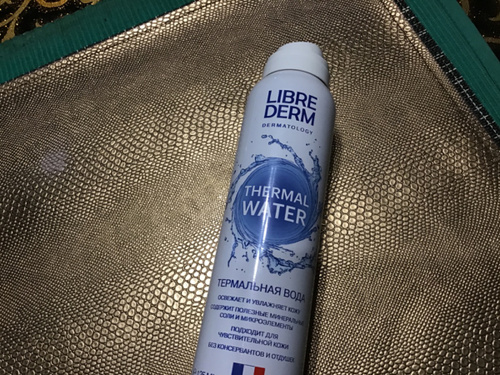 LIBRE
DERM
DERMATOLOGY
THERMAL
WATER
ТЕРМАЛЬНАЯ ВОДА
ОСВЕЖАЕТ И УВЛАЖНЯЕТ КОЖУ
СОДЕРЖИТ ПОЛЕЗНЫЕ МИНЕРАЛЬНЫЕ
СОЛИ И МИКРОЭЛЕМЕНТЫ
ПОДХОДИТ ДЛЯ
ЧУВСТВИТЕЛЬНОЙ КОЖИ
БЕЗ КОНСЕРВАНТОВ И ОТДУШЕК